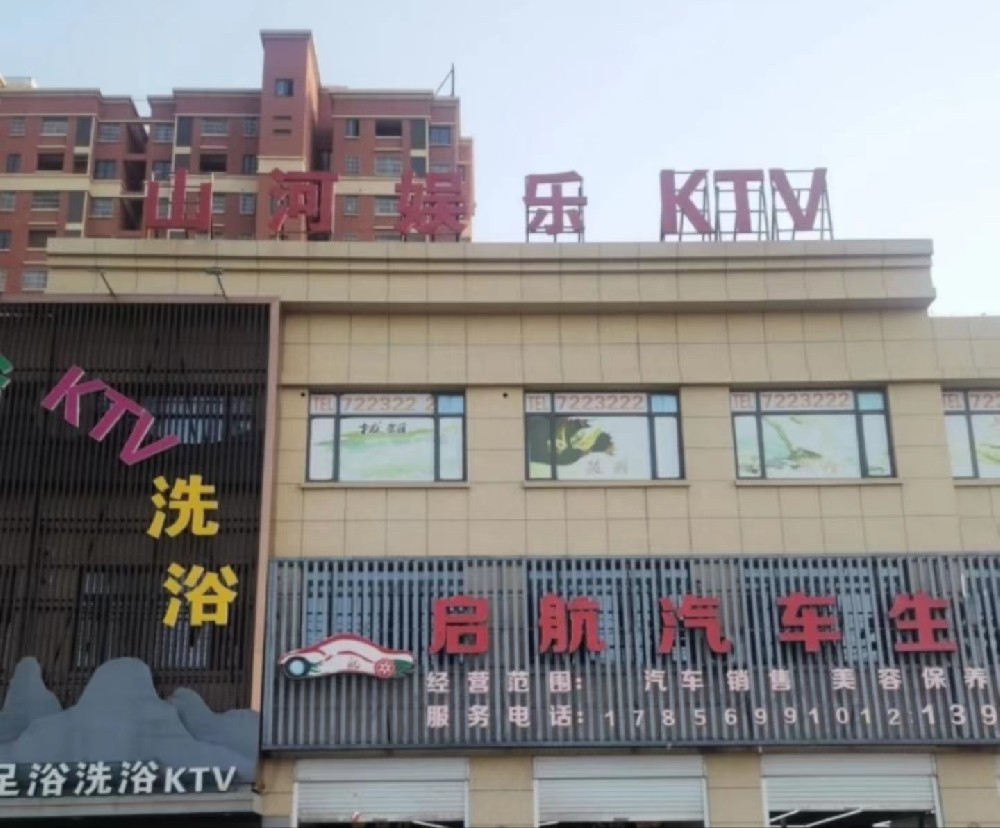 山河娱乐KTV
TEL 7223222
TEL 7223222
TEL 7223222
TEL
KTV
洗
浴
启航汽车生
经营范围： 汽车销售 美容保养
服务电话：17856991012 139
足浴洗浴KTV